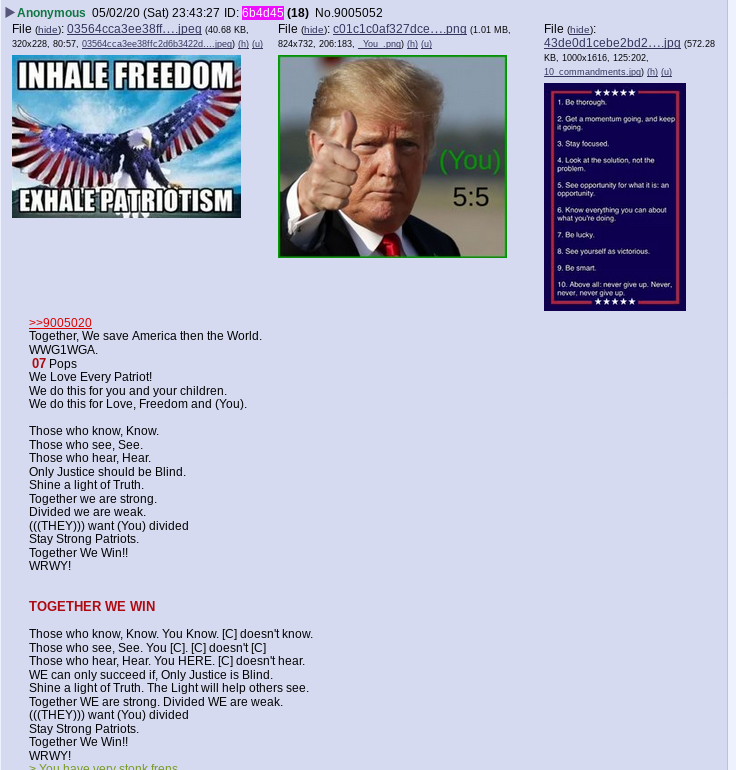 ▶Anonymous 05/02/20 (Sat) 23:43:27 ID: 6b4d45 (18) No.9005052
File (hide): 03564cca3ee38ff….jpeg (40.68 KB,
320x228, 80:57, 03564cca3ee38ffc2d6b3422d….jpeg) (h) (u)
INHALE FREEDOM
EXHALE PATRIOTISM
File (hide): c01c1c0af327dce….png (1.01 MB,
824x732, 206:183, _You_.png) (h) (u)
(You)
5:5
File (hide):
43de0d1cebe2bd2….jpg (572.28
KB, 1000x1616, 125:202,
10_commandments.jpg) (h) (u)
★★★★★
1. Be thorough.
2. Get a momentum going, and keep
it going.
3. Stay focused.
4. Look at the solution, not the
problem.
5. See opportunity for what it is: an
opportunity.
6. Know everything you can about
what you're doing.
7. Be lucky.
8. See yourself as victorious.
9. Be smart.
10. Above all: never give up. Never,
never, never give up.
★★★★★
>>9005020
Together, We save America then the World.
WWG1WGA.
07 Pops
We Love Every Patriot!
We do this for you and your children.
We do this for Love, Freedom and (You).
Those who know, Know.
Those who see, See.
Those who hear, Hear.
Only Justice should be Blind.
Shine a light of Truth.
Together we are strong.
Divided we are weak.
(((THEY))) want (You) divided
Stay Strong Patriots.
Together We Win!!
WRWY!
TOGETHER WE WIN
Those who know, Know. You Know. [C] doesn't know.
Those who see, See. You [C]. [C] doesn't [C]
Those who hear, Hear. You HERE. [C] doesn't hear.
WE can only succeed if, Only Justice is Blind.
Shine a light of Truth. The Light will help others see.
Together WE are strong. Divided WE are weak.
(((THEY))) want (You) divided
Stay Strong Patriots.
Together We Win!!
WRWY!
> You have very stonk frens